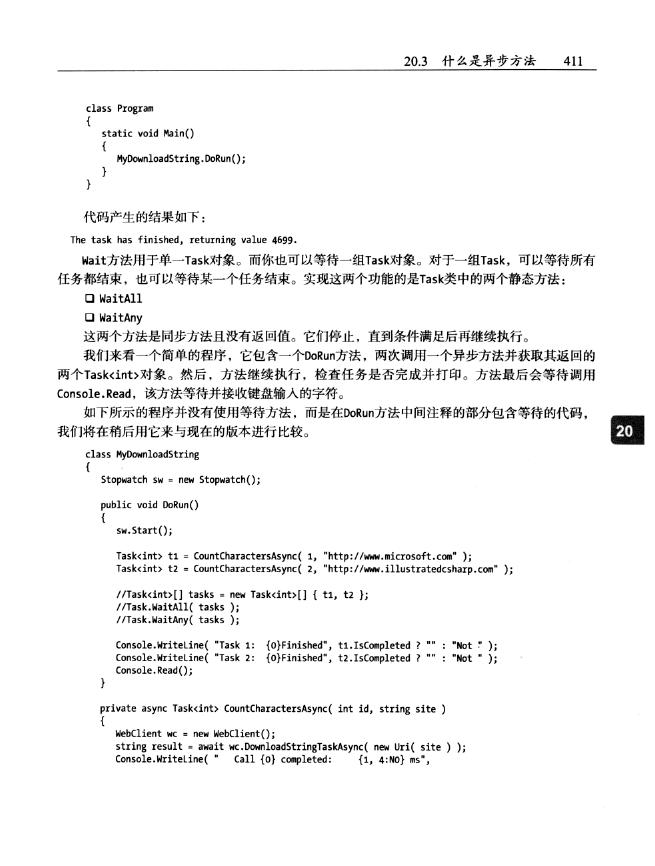 20.3 什么是异步方法 411
class Program
{
static void Main()
{
MyDownloadString.DoRun();
}
}
代码产生的结果如下：
The task has finished, returning value 4699.
Wait方法用于单一Task对象。而你也可以等待一组Task对象。对于一组Task，可以等待所有
任务都结束，也可以等待某一个任务结束。实现这两个功能的是Task类中的两个静态方法：
❑ WaitAll
❑ WaitAny
这两个方法是同步方法且没有返回值。它们停止，直到条件满足后再继续执行。
我们来看一个简单的程序，它包含一个DoRun方法，两次调用一个异步方法并获取其返回的
两个Task<int>对象。然后，方法继续执行，检查任务是否完成并打印。方法最后会等待调用
Console.Read，该方法等待并接收键盘输入的字符。
如下所示的程序并没有使用等待方法，而是在DoRun方法中间注释的部分包含等待的代码，
我们将在稍后用它来与现在的版本进行比较。
20
class MyDownloadString
{
Stopwatch sw = new Stopwatch();
public void DoRun()
{
sw.Start();
Task<int> t1 = CountCharactersAsync( 1, "http://www.microsoft.com" );
Task<int> t2 = CountCharactersAsync( 2, "http://www.illustratedcsharp.com" );
//Task<int>[] tasks = new Task<int>[] { t1, t2 };
//Task.WaitAll( tasks );
//Task.WaitAny( tasks );
Console.WriteLine( "Task 1: {0}Finished", t1.IsCompleted ? "" : "Not " );
Console.WriteLine( "Task 2: {0}Finished", t2.IsCompleted ? "" : "Not " );
Console.Read();
}
private async Task<int> CountCharactersAsync( int id, string site )
{
WebClient wc = new WebClient();
string result = await wc.DownloadStringTaskAsync( new Uri( site ) );
Console.WriteLine( " Call {0} completed: {1, 4:N0} ms",